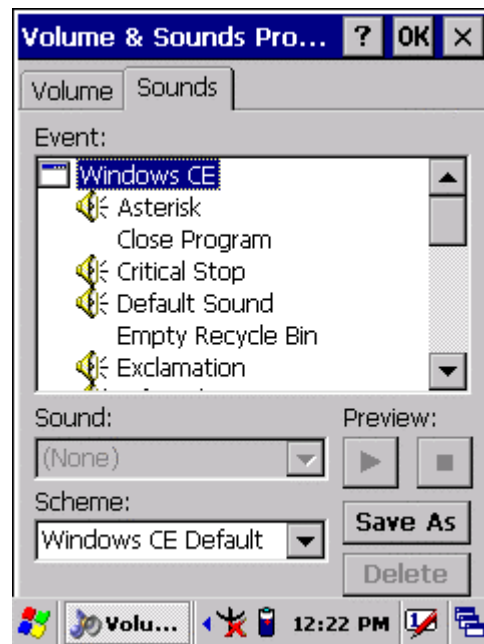 Volume & Sounds Pro... ? OK ×
Volume Sounds
Event:
Windows CE
Asterisk
Close Program
Critical Stop
Default Sound
Empty Recycle Bin
Exclamation
Sound:
Preview:
(None)
Scheme:
Windows CE Default
Save As
Delete
Volu... 12:22 PM